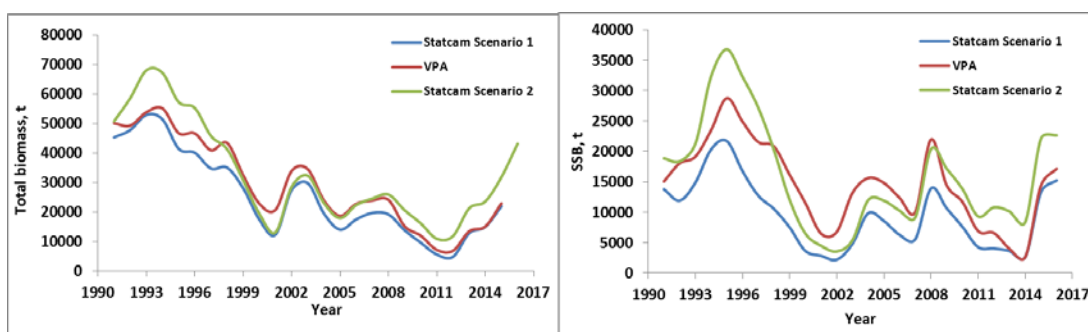 80000
70000
60000
50000
40000
30000
20000
10000
0
Total biomass, t
1990 1993 1996 1999 2002 2005 2008 2011 2014 2017
Year
Statcam Scenario 1
VPA
Statcam Scenario 2
40000
35000
30000
25000
20000
15000
10000
5000
0
SSB, t
1990 1993 1996 1999 2002 2005 2008 2011 2014 2017
Year
Statcam Scenario 1
VPA
Statcam Scenario 2